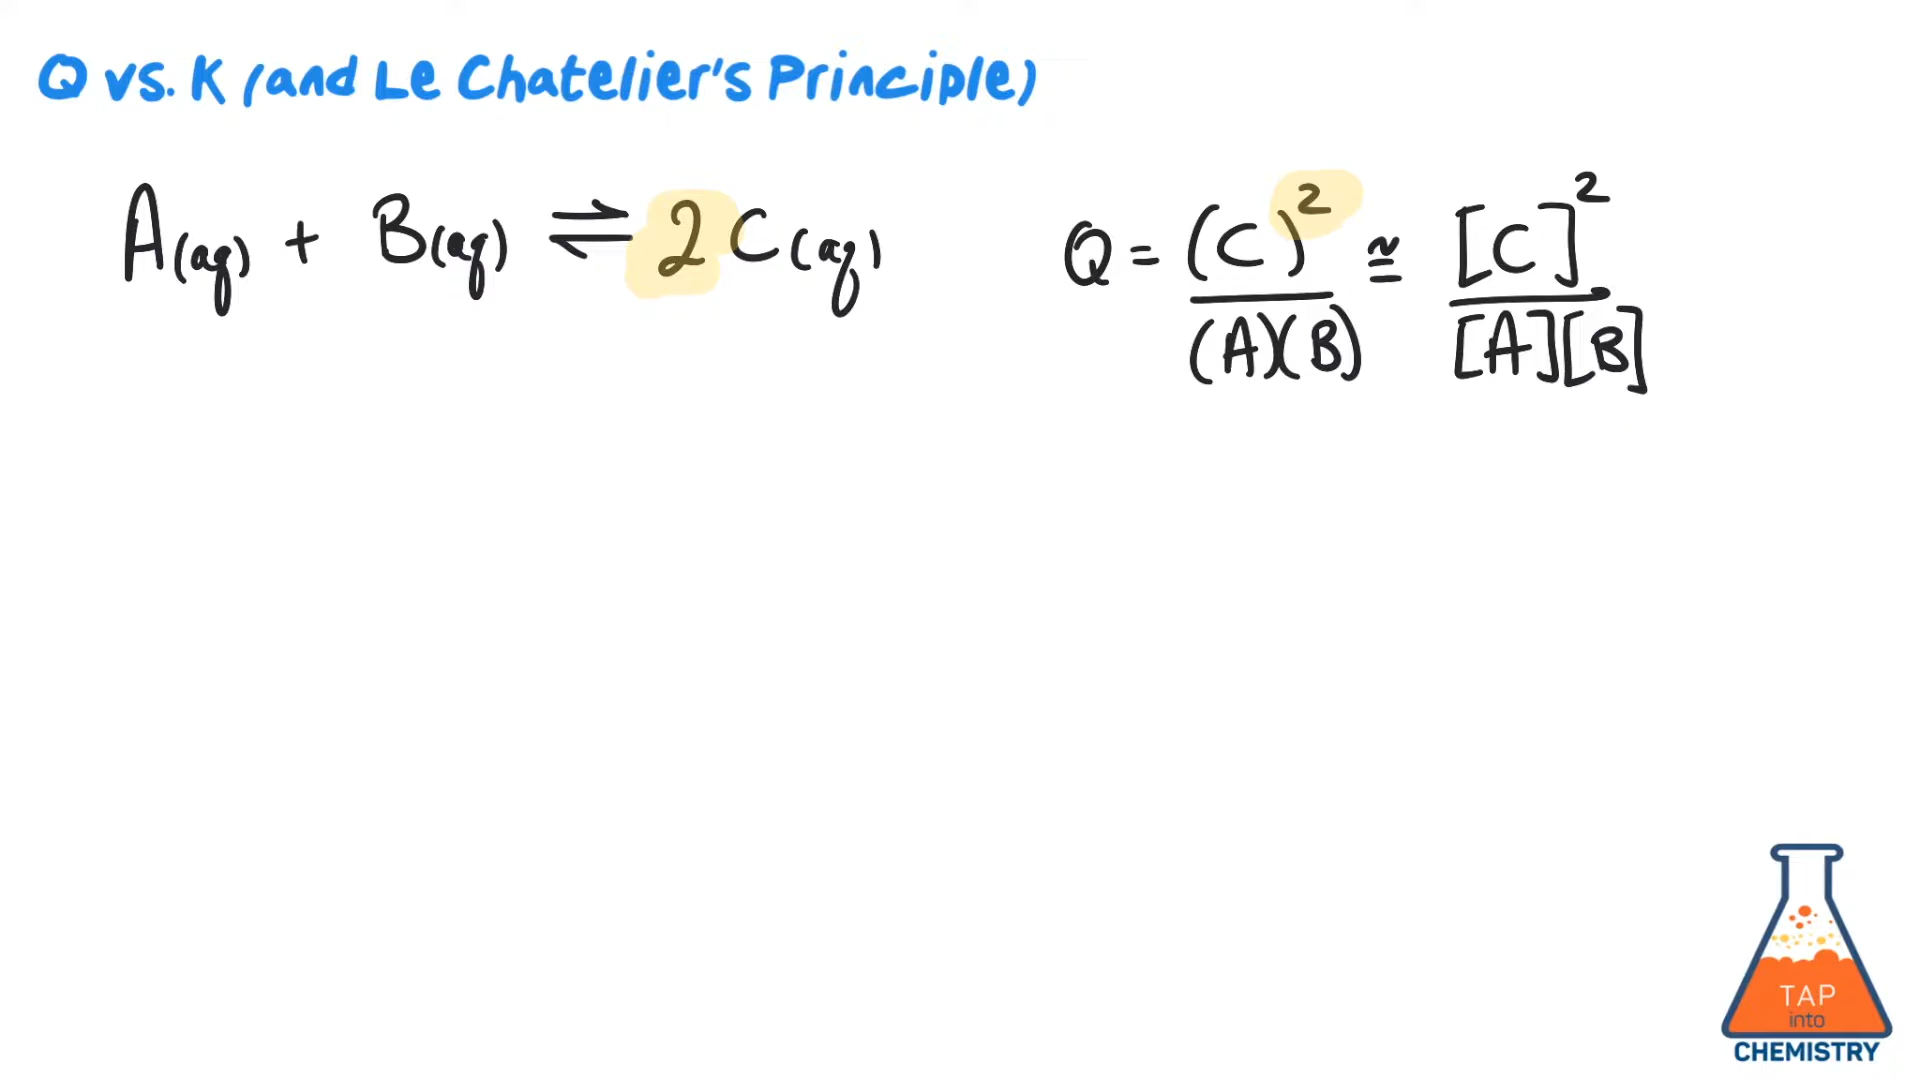 Q vs. K (and Le Chatelier's Principle)
A(aq) + B(aq) ⇌ 2 C(aq)
Q = (C)² / (A)(B) ≅ [C]² / [A][B]
TAP
into
CHEMISTRY